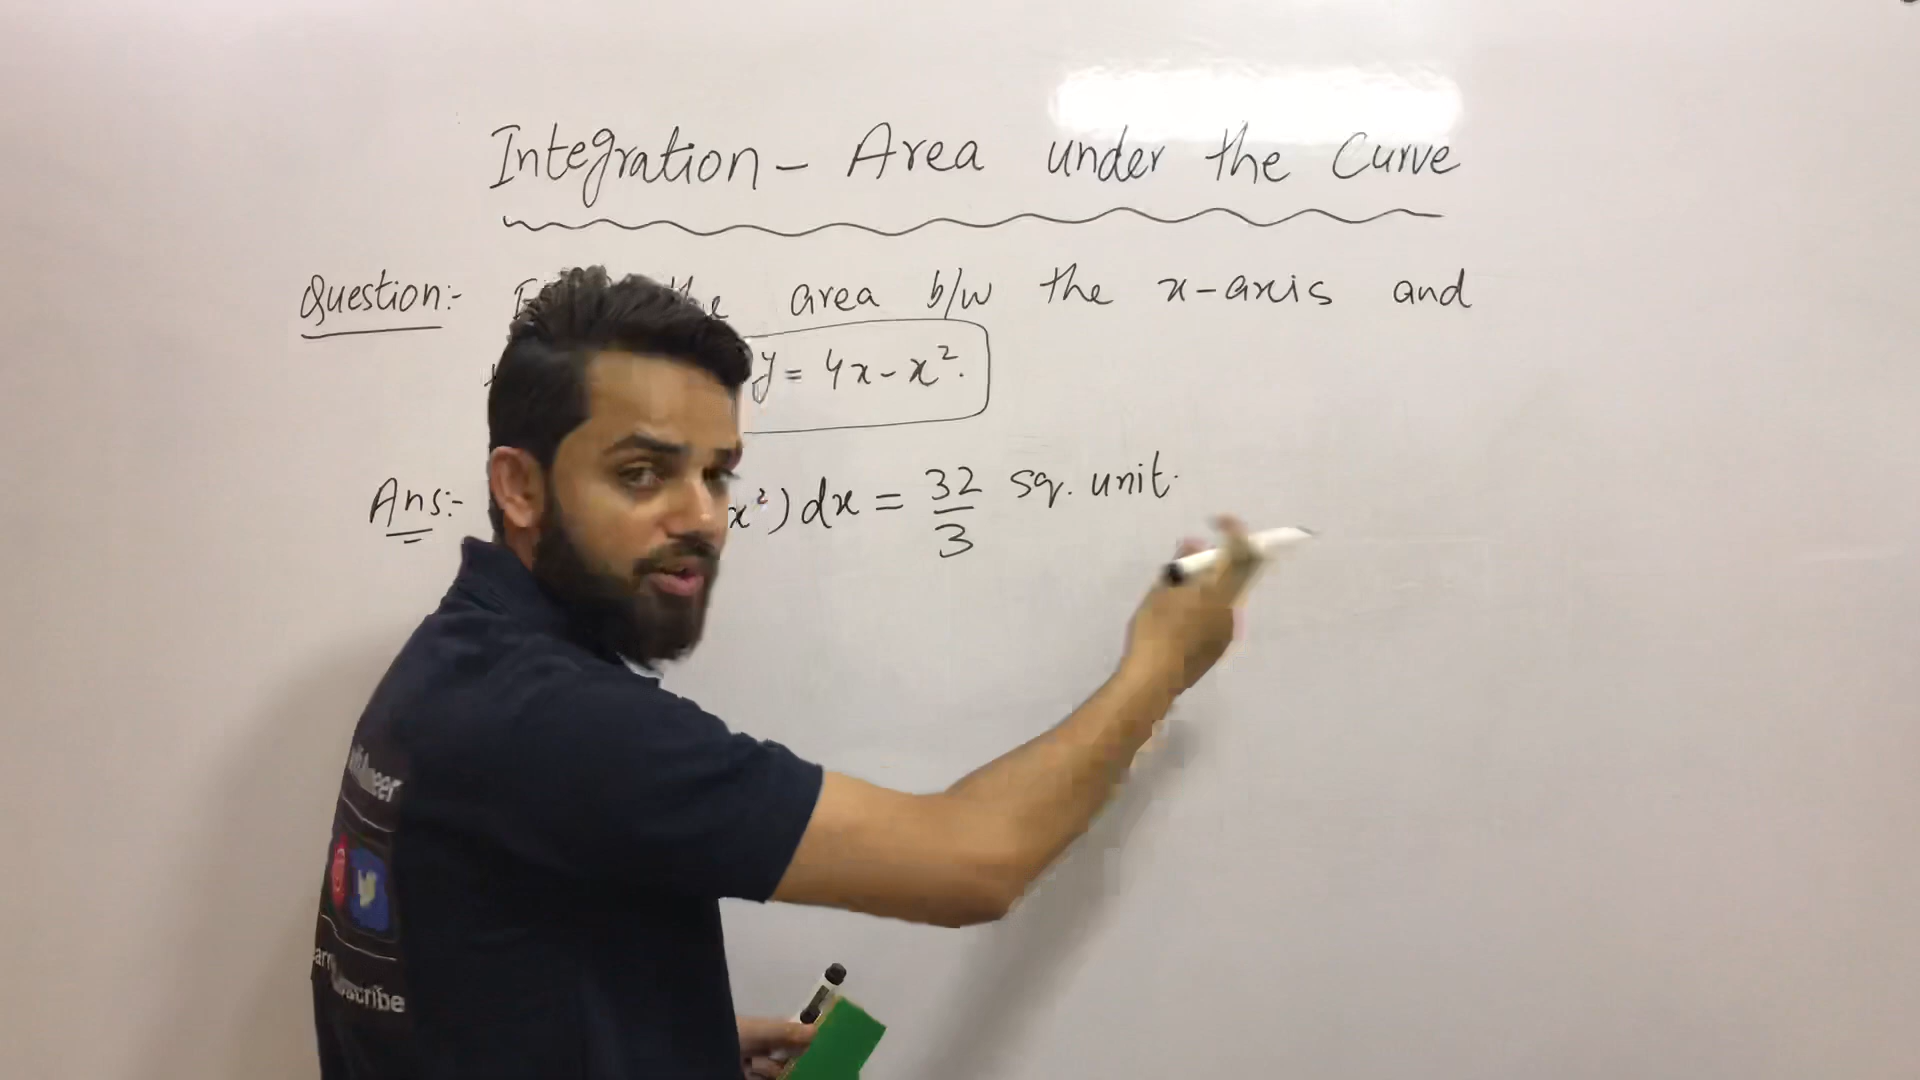 Integration - Area under the Curve
Question:- the area b/w the x-axis and
y = 4x - x².
Ans:- x²) dx = 32/3 sq. unit.